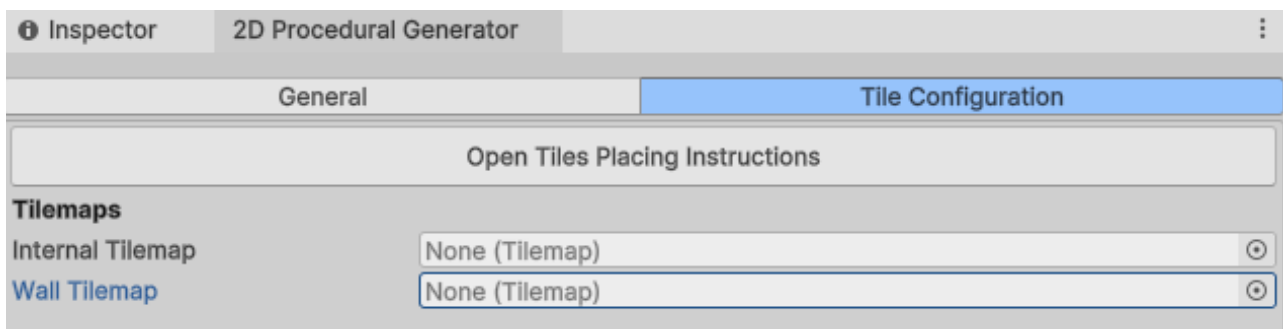 Inspector 2D Procedural Generator
General Tile Configuration
Open Tiles Placing Instructions
Tilemaps
Internal Tilemap None (Tilemap)
Wall Tilemap None (Tilemap)